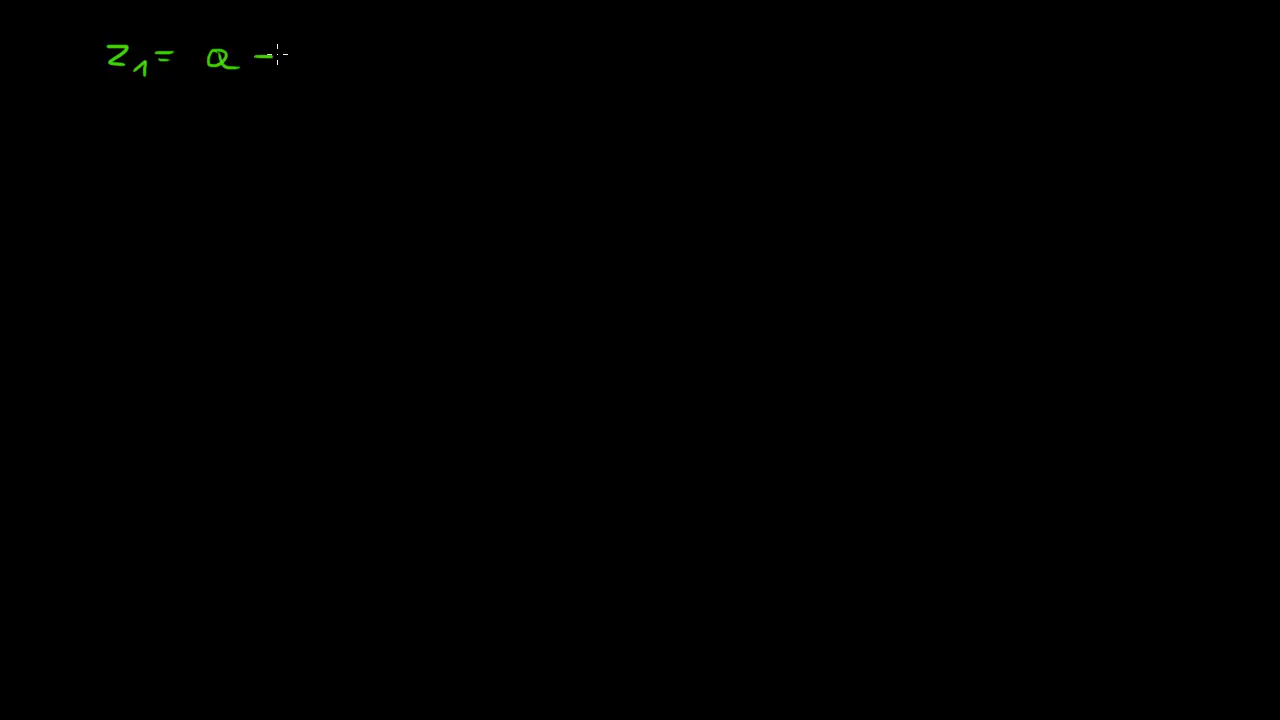 z₁ = a -